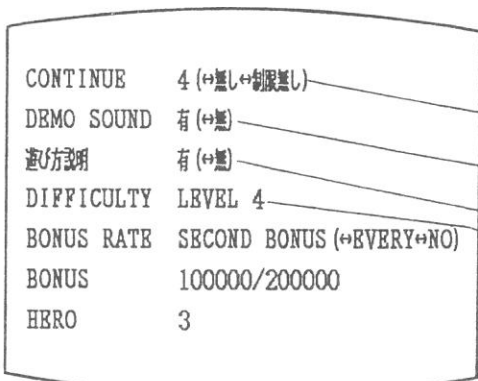 CONTINUE 4(↔無し↔制限無し)
DEMO SOUND 有(↔無)
遊び方説明 有(↔無)
DIFFICULTY LEVEL 4
BONUS RATE SECOND BONUS(↔EVERY↔NO)
BONUS 100000/200000
HERO 3